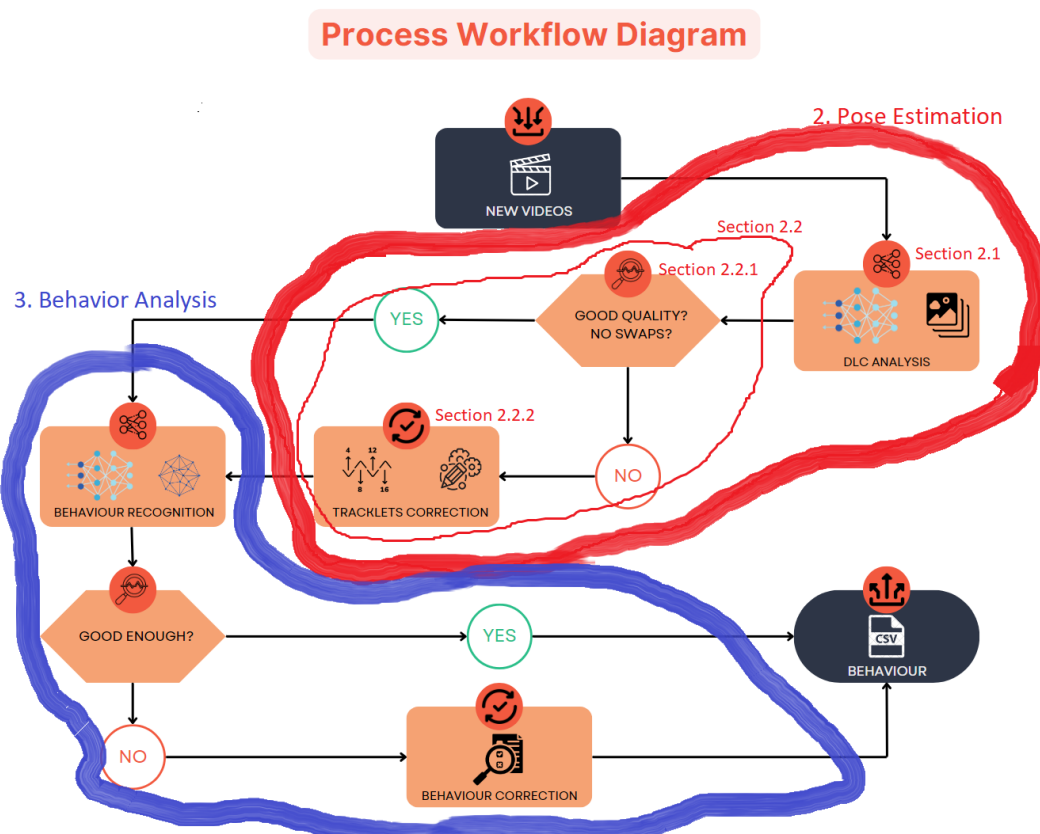 Process Workflow Diagram
2. Pose Estimation
NEW VIDEOS
Section 2.2
Section 2.1
Section 2.2.1
3. Behavior Analysis
YES
GOOD QUALITY?
NO SWAPS?
DLC ANALYSIS
Section 2.2.2
4 12
8 16
NO
BEHAVIOUR RECOGNITION
TRACKLETS CORRECTION
GOOD ENOUGH?
YES
CSV
BEHAVIOUR
NO
BEHAVIOUR CORRECTION